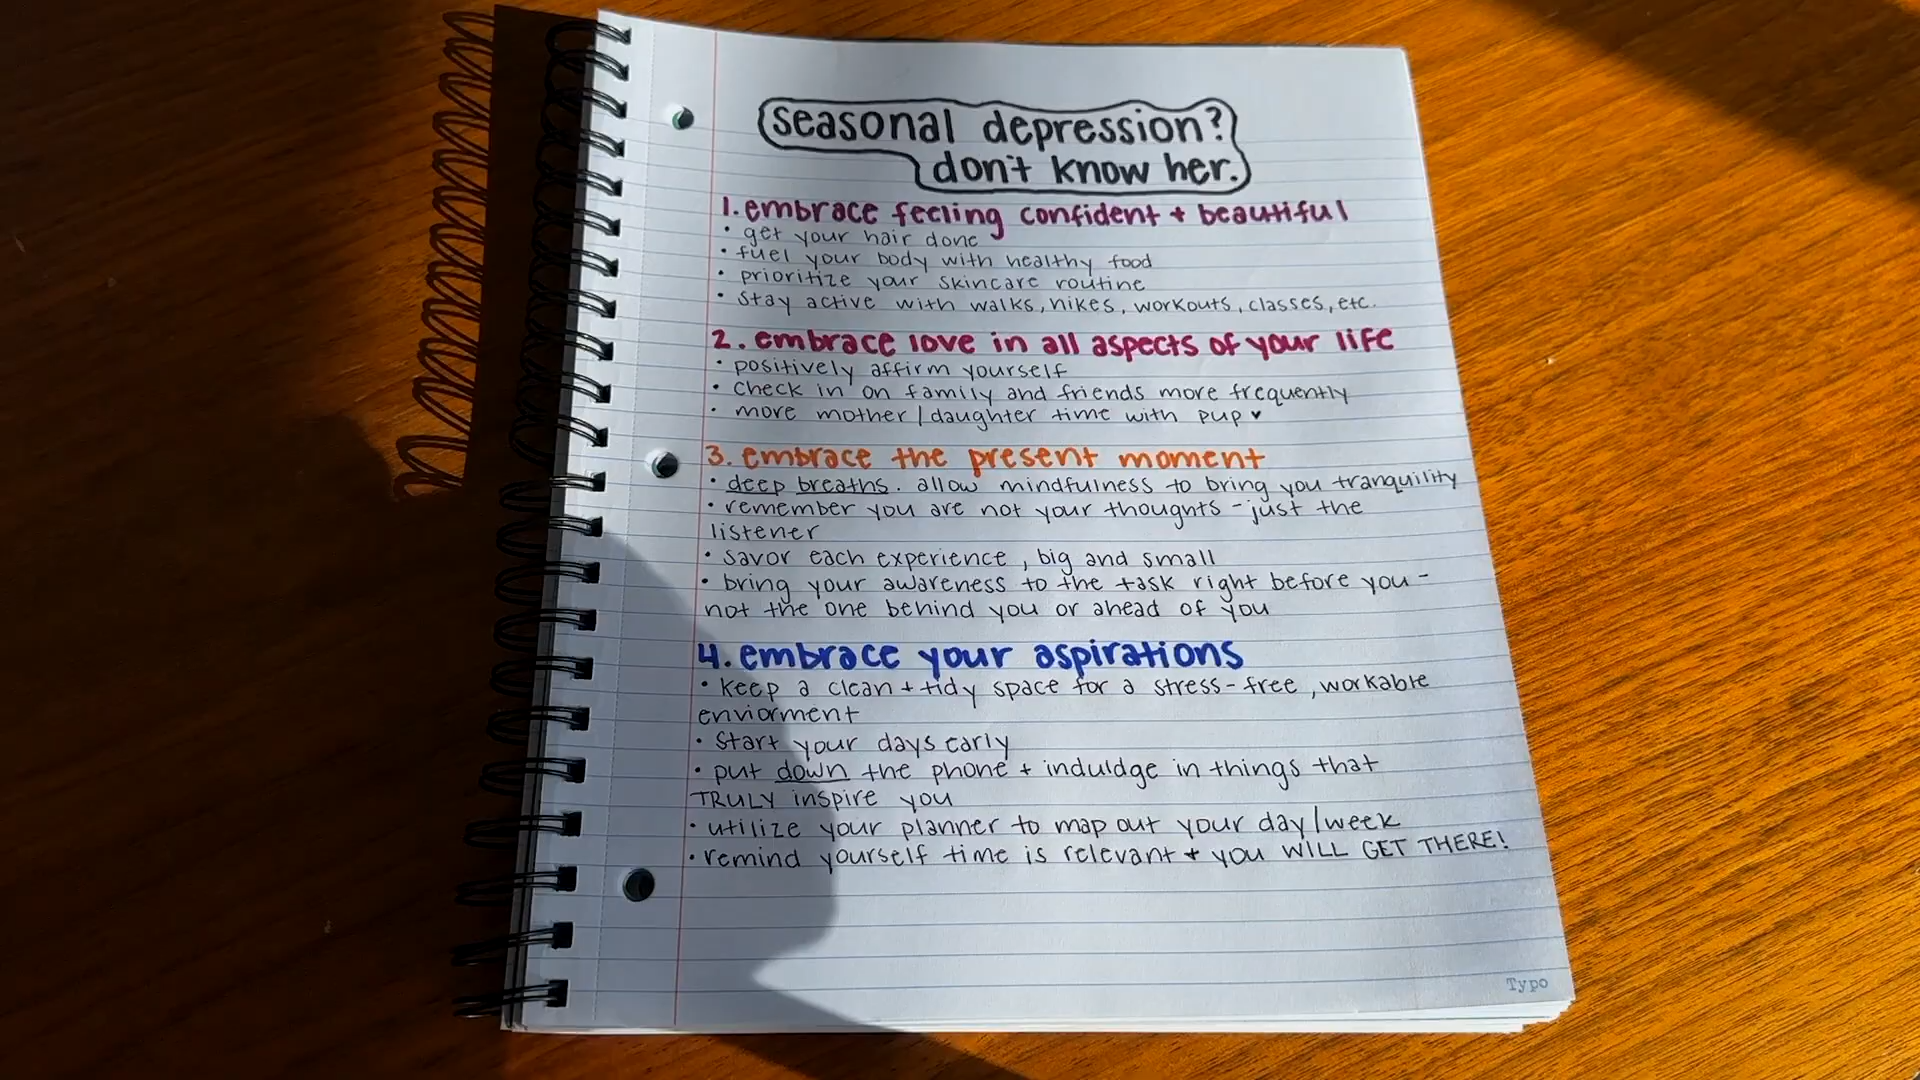 seasonal depression?
don't know her.
1. embrace feeling confident + beautiful
• get your hair done
• fuel your body with healthy food
• prioritize your skincare routine
• stay active with walks, hikes, workouts, classes, etc.
2. embrace love in all aspects of your life
• positively affirm yourself
• check in on family and friends more frequently
• more mother/daughter time with pup ♥
3. embrace the present moment
• deep breaths. allow mindfulness to bring you tranquility
• remember you are not your thoughts - just the
listener
• savor each experience, big and small
• bring your awareness to the task right before you -
not the one behind you or ahead of you
4. embrace your aspirations
• keep a clean + tidy space for a stress-free, workable
enviorment
• start your days early
• put down the phone + induldge in things that
TRULY inspire you
• utilize your planner to map out your day/week
• remind yourself time is relevant + you WILL GET THERE!
Typo